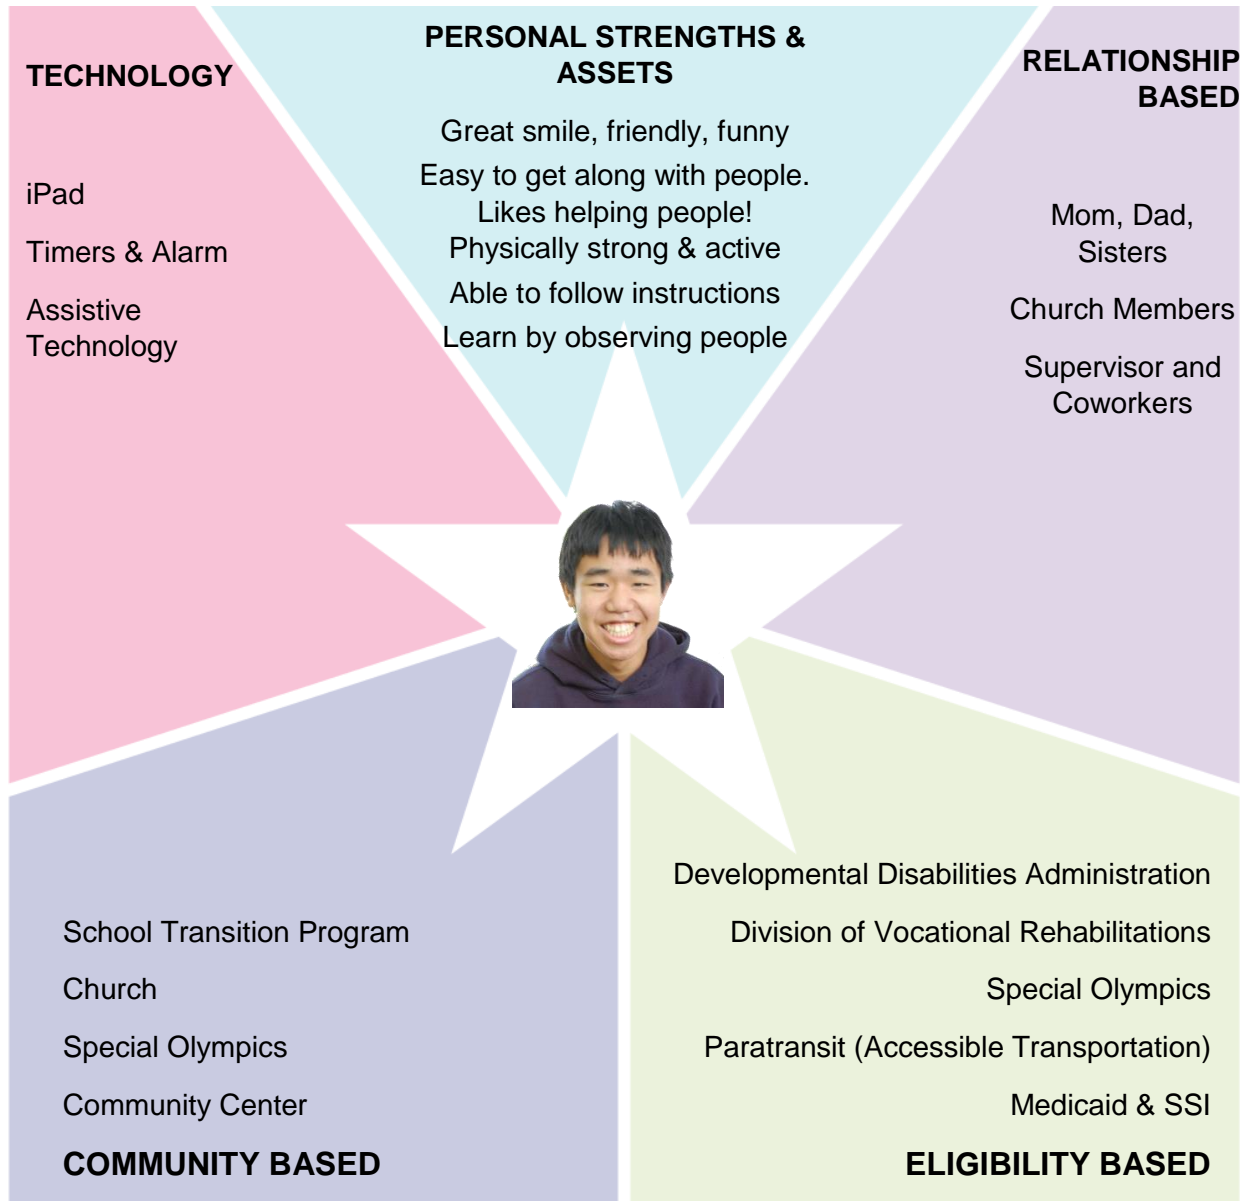 TECHNOLOGY
iPad
Timers & Alarm
Assistive
Technology
PERSONAL STRENGTHS &
ASSETS
Great smile, friendly, funny
Easy to get along with people.
Likes helping people!
Physically strong & active
Able to follow instructions
Learn by observing people
RELATIONSHIP
BASED
Mom, Dad,
Sisters
Church Members
Supervisor and
Coworkers
School Transition Program
Church
Special Olympics
Community Center
COMMUNITY BASED
Developmental Disabilities Administration
Division of Vocational Rehabilitations
Special Olympics
Paratransit (Accessible Transportation)
Medicaid & SSI
ELIGIBILITY BASED